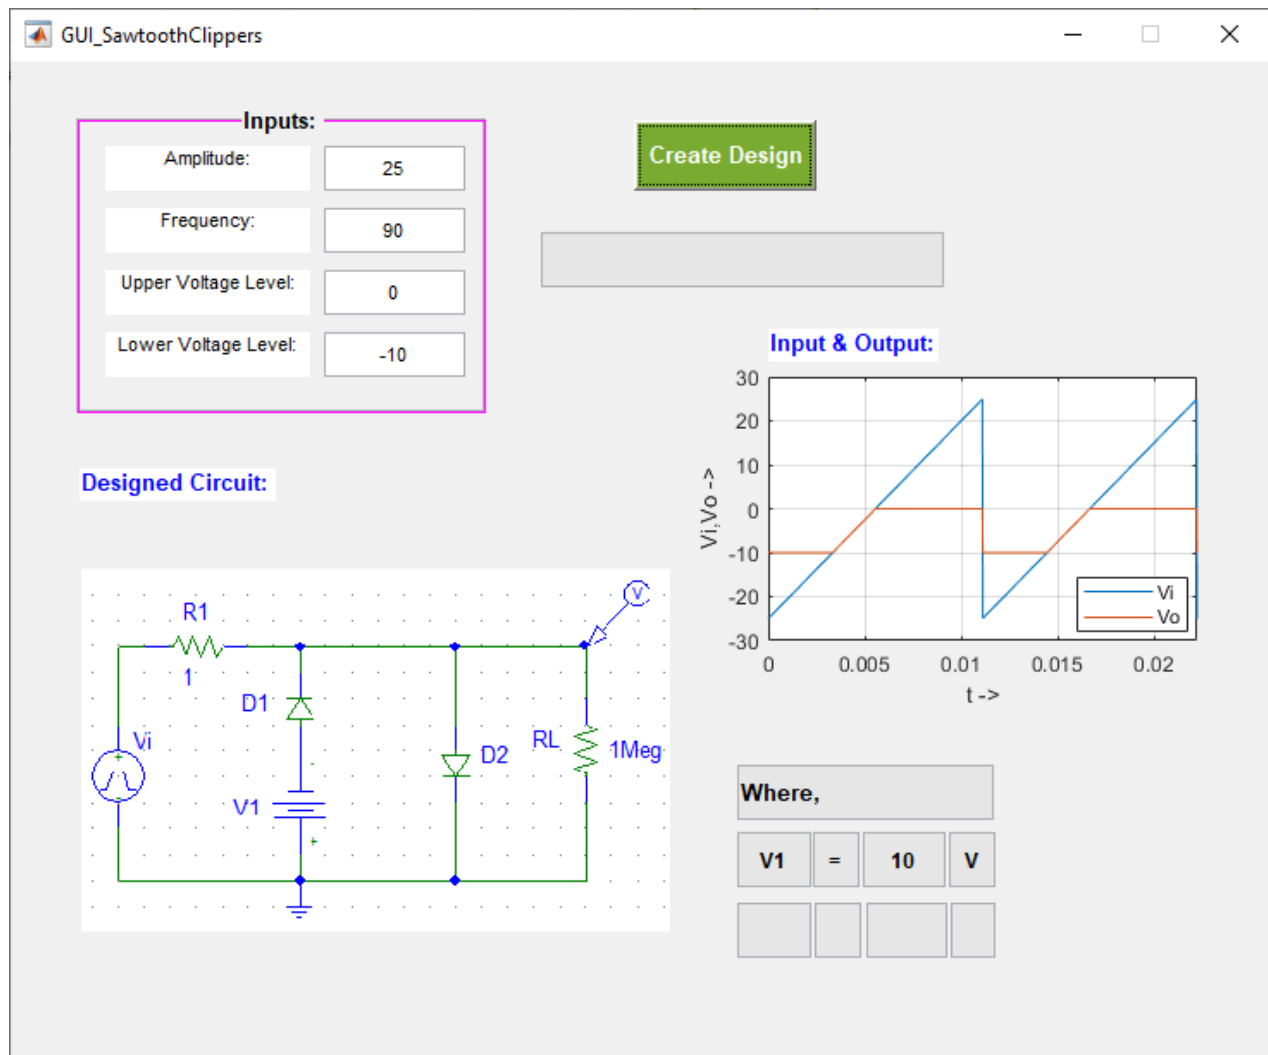 GUI_SawtoothClippers
Inputs:
Amplitude:
25
Frequency:
90
Upper Voltage Level:
0
Lower Voltage Level:
-10
Create Design
Designed Circuit:
R1
1
D1
Vi
V1
D2
RL
1Meg
V
+
-
+
Input & Output:
30
20
10
0
-10
-20
-30
Vi,Vo ->
0 0.005 0.01 0.015 0.02
t ->
Vi
Vo
Where,
V1 = 10 V